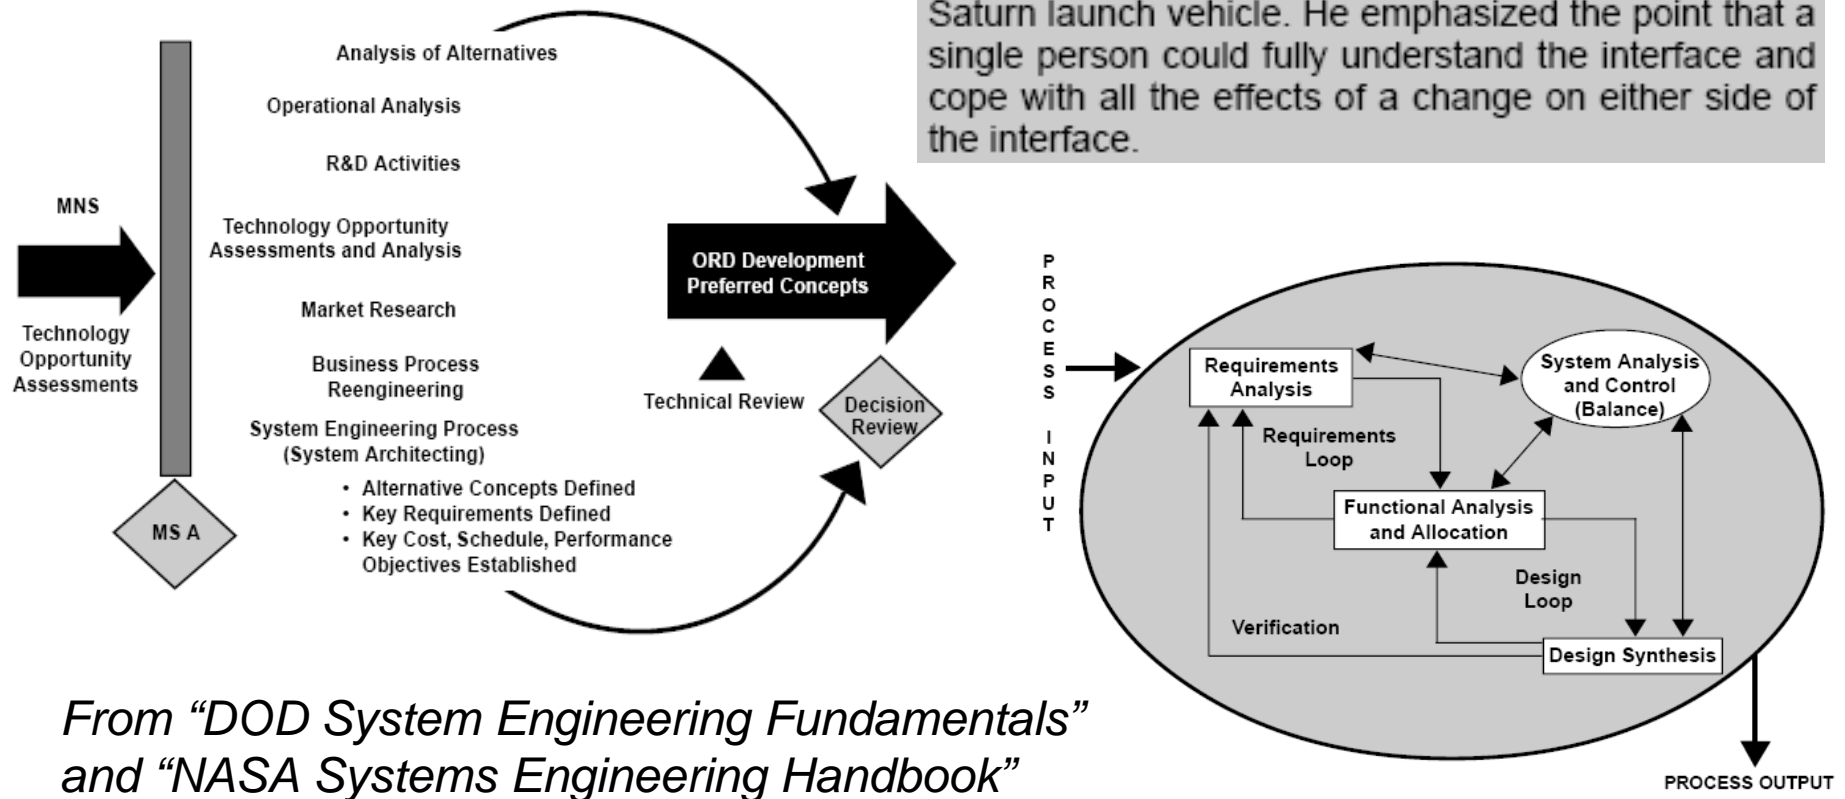 Saturn launch vehicle. He emphasized the point that a
single person could fully understand the interface and
cope with all the effects of a change on either side of
the interface.
Analysis of Alternatives
Operational Analysis
R&D Activities
MNS
Technology Opportunity
Assessments and Analysis
Technology
Opportunity
Assessments
Market Research
Business Process
Reengineering
System Engineering Process
(System Architecting)
• Alternative Concepts Defined
• Key Requirements Defined
• Key Cost, Schedule, Performance
Objectives Established
MS A
ORD Development
Preferred Concepts
Technical Review
Decision
Review
PROCESS INPUT
Requirements
Analysis
System Analysis
and Control
(Balance)
Requirements
Loop
Functional Analysis
and Allocation
Design
Loop
Verification
Design Synthesis
PROCESS OUTPUT
From “DOD System Engineering Fundamentals”
and “NASA Systems Engineering Handbook”